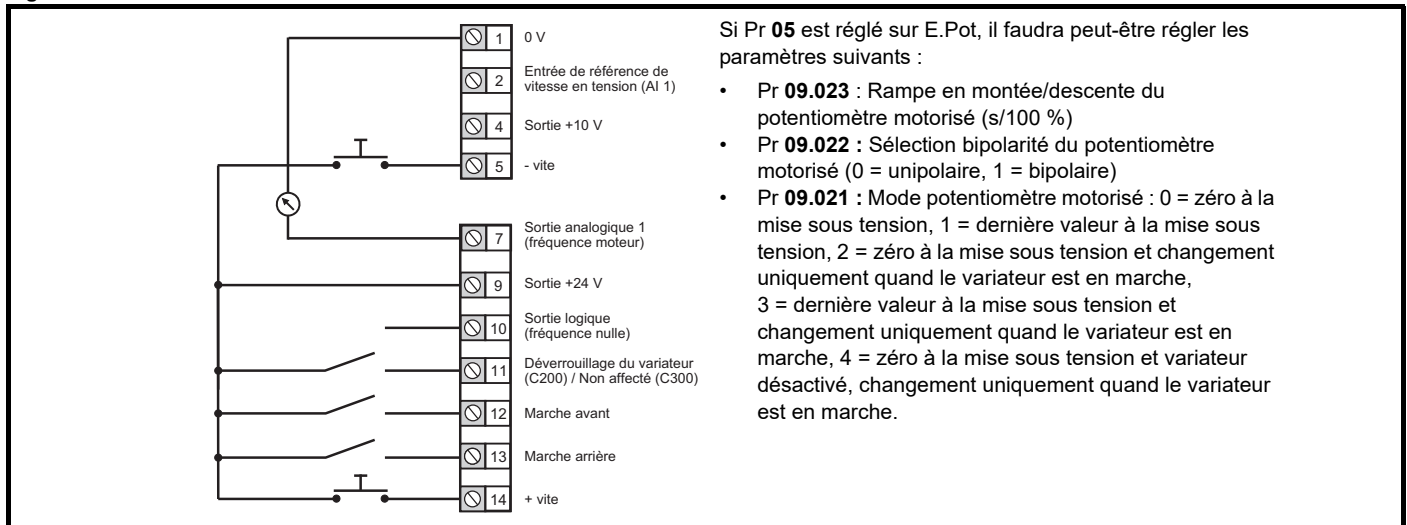 1 0 V
2 Entrée de référence de
vitesse en tension (AI 1)
4 Sortie +10 V
5 - vite
7 Sortie analogique 1
(fréquence moteur)
9 Sortie +24 V
10 Sortie logique
(fréquence nulle)
11 Déverrouillage du variateur
(C200) / Non affecté (C300)
12 Marche avant
13 Marche arrière
14 + vite
Si Pr 05 est réglé sur E.Pot, il faudra peut-être régler les
paramètres suivants :
• Pr 09.023 : Rampe en montée/descente du
potentiomètre motorisé (s/100 %)
• Pr 09.022 : Sélection bipolarité du potentiomètre
motorisé (0 = unipolaire, 1 = bipolaire)
• Pr 09.021 : Mode potentiomètre motorisé : 0 = zéro à la
mise sous tension, 1 = dernière valeur à la mise sous
tension, 2 = zéro à la mise sous tension et changement
uniquement quand le variateur est en marche,
3 = dernière valeur à la mise sous tension et
changement uniquement quand le variateur est en
marche, 4 = zéro à la mise sous tension et variateur
désactivé, changement uniquement quand le variateur
est en marche.